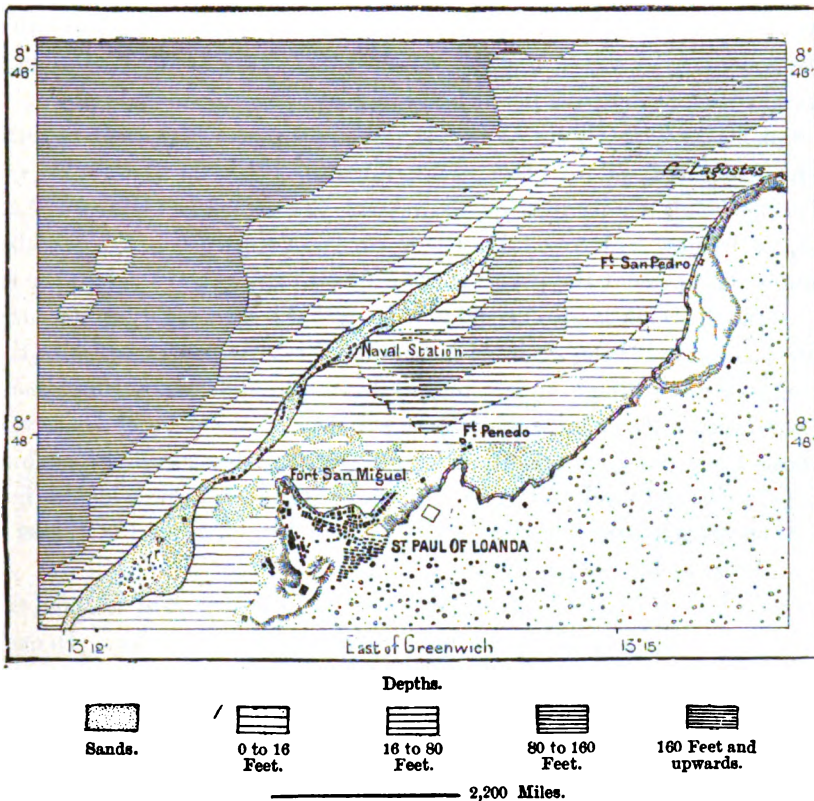 8°
46'
8°
46'
C. Lagostas
Ft. San Pedro
Naval-Station
8°
48'
8°
48'
Ft. Penedo
Fort San Miguel
St. PAUL OF LOANDA
13°12'
East of Greenwich
13°15'
Depths.
Sands.
0 to 16
Feet.
16 to 80
Feet.
80 to 160
Feet.
160 Feet and
upwards.
2,200 Miles.